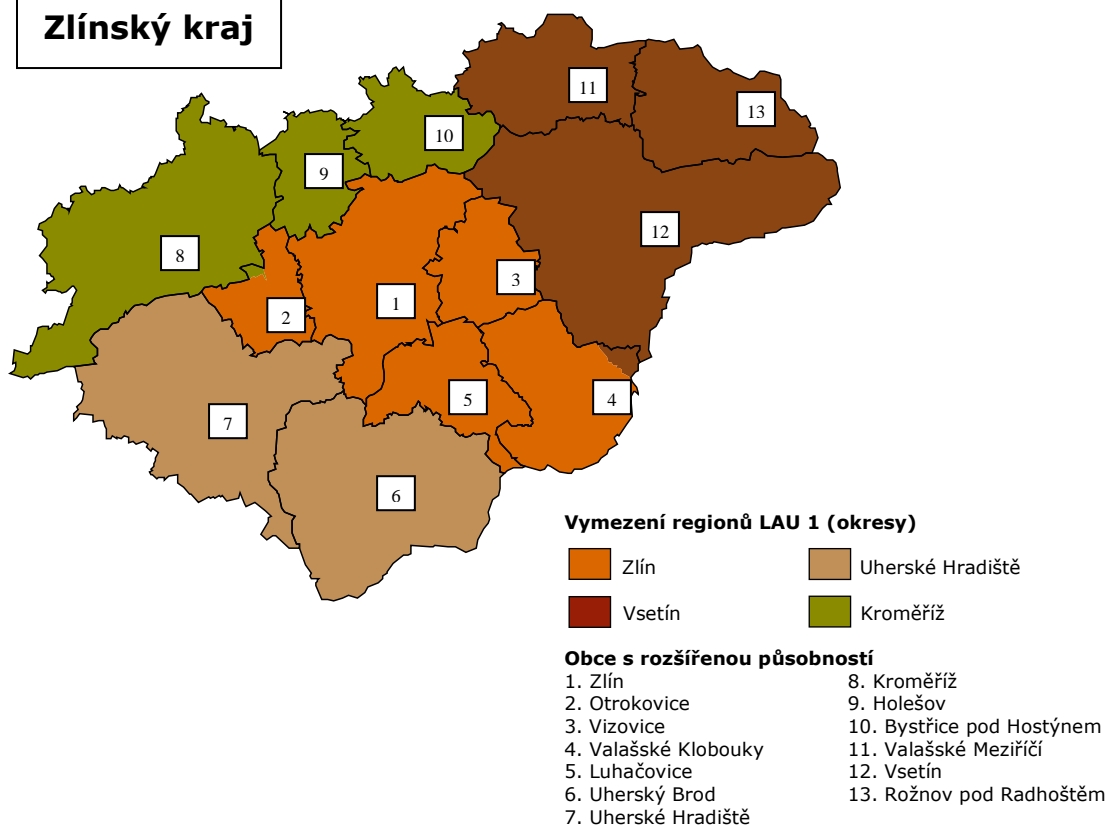 Zlínský kraj
11
13
10
9
12
8
3
1
2
5
4
7
6
Vymezení regionů LAU 1 (okresy)
Zlín
Uherské Hradiště
Vsetín
Kroměříž
Obce s rozšířenou působností
1. Zlín
2. Otrokovice
3. Vizovice
4. Valašské Klobouky
5. Luhačovice
6. Uherský Brod
7. Uherské Hradiště
8. Kroměříž
9. Holešov
10. Bystřice pod Hostýnem
11. Valašské Meziříčí
12. Vsetín
13. Rožnov pod Radhoštěm